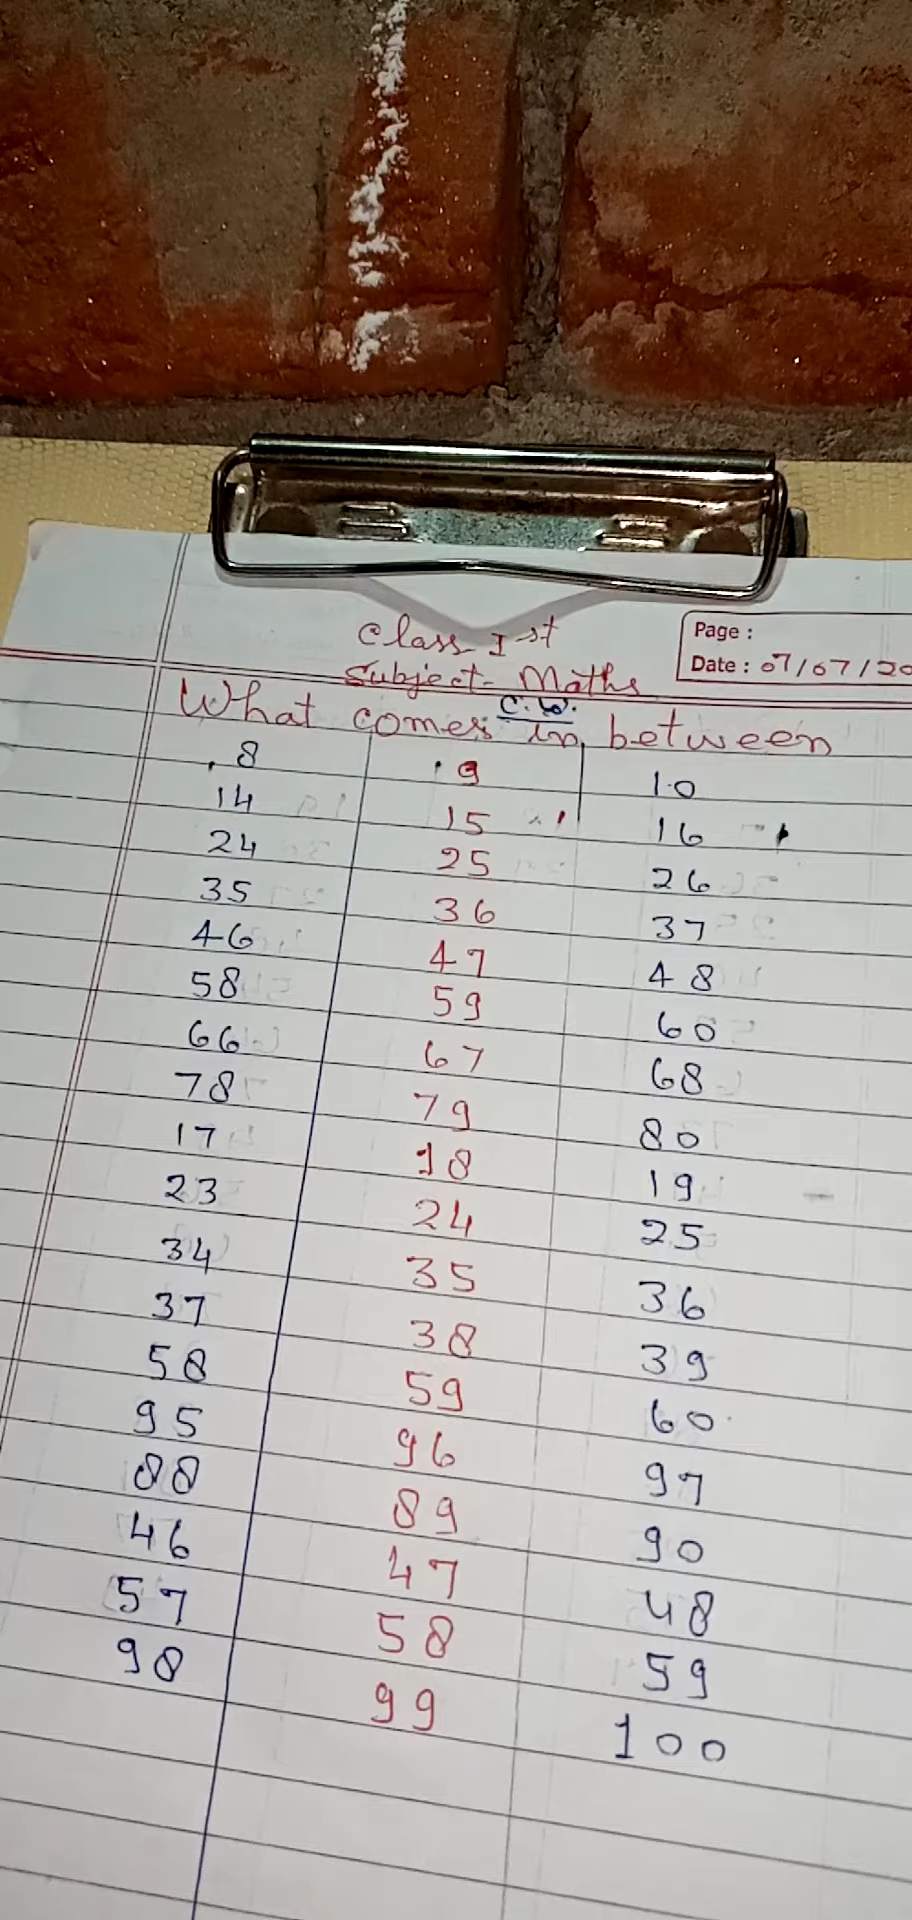 Class Ist
Page :
Subject- Maths
Date : 07/07/20
C.W.
What comes in between
8 9 10
14 15 16
24 25 26
35 36 37
46 47 48
58 59 60
66 67 68
78 79 80
17 18 19
23 24 25
34 35 36
37 38 39
58 59 60
95 96 97
88 89 90
46 47 48
57 58 59
98 99 100